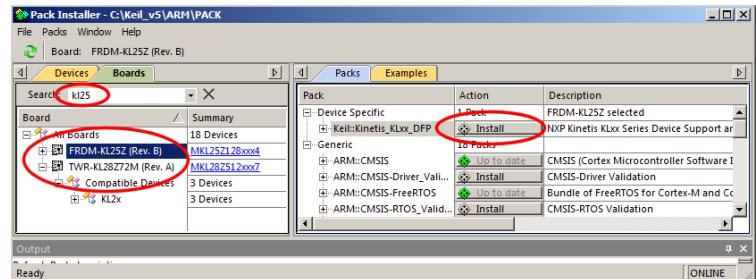 Pack Installer - C:\Keil_v5\ARM\PACK
File Packs Window Help
Board: FRDM-KL25Z (Rev. B)
Devices Boards
Search: kl25
Board Summary
All Boards 18 Devices
FRDM-KL25Z (Rev. B) MKL25Z128xxx4
TWR-KL28Z72M (Rev. A) MKL28Z512xxx7
Compatible Devices 3 Devices
KL2x 3 Devices
Packs Examples
Pack Action Description
Device Specific 1 Pack FRDM-KL25Z selected
Keil::Kinetis_KLxx_DFP Install NXP Kinetis KLxx Series Device Support ar
Generic 18 Packs
ARM::CMSIS Up to date CMSIS (Cortex Microcontroller Software I
ARM::CMSIS-Driver_Vali... Install CMSIS-Driver Validation
ARM::CMSIS-FreeRTOS Up to date Bundle of FreeRTOS for Cortex-M and Cc
ARM::CMSIS-RTOS_Valid... Install CMSIS-RTOS Validation
Output
Ready ONLINE